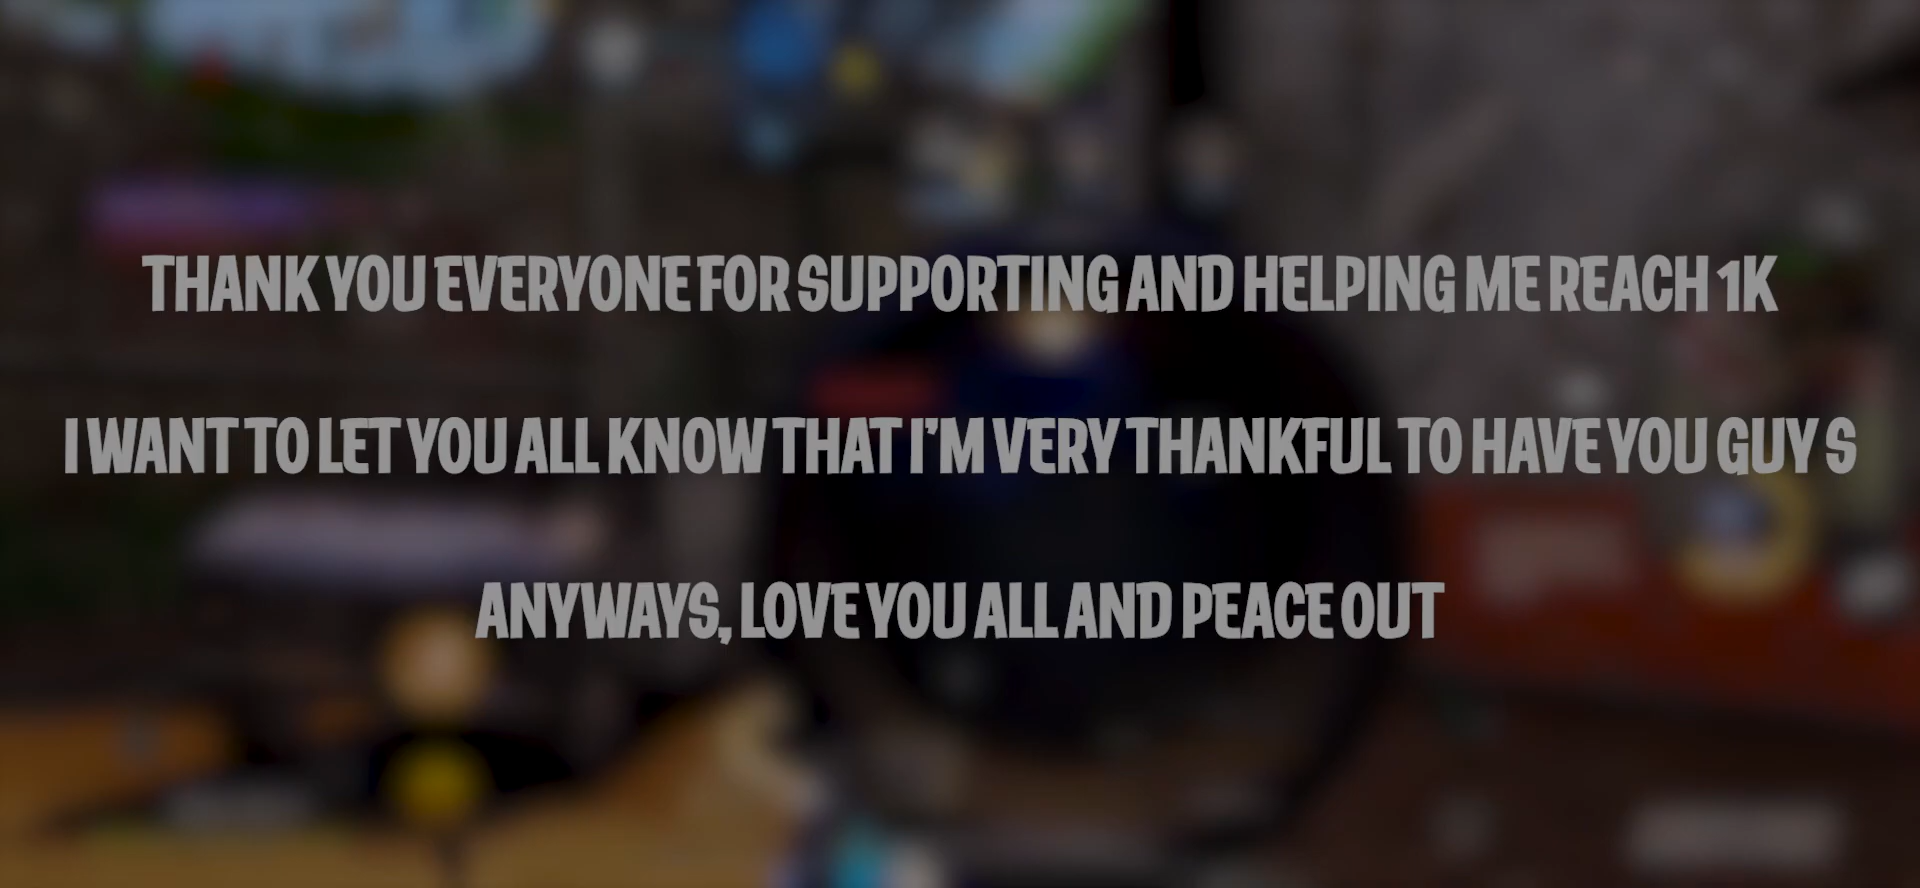 THANK YOU EVERYONE FOR SUPPORTING AND HELPING ME REACH 1K
I WANT TO LET YOU ALL KNOW THAT I'M VERY THANKFUL TO HAVE YOU GUYS
ANYWAYS, LOVE YOU ALL AND PEACE OUT